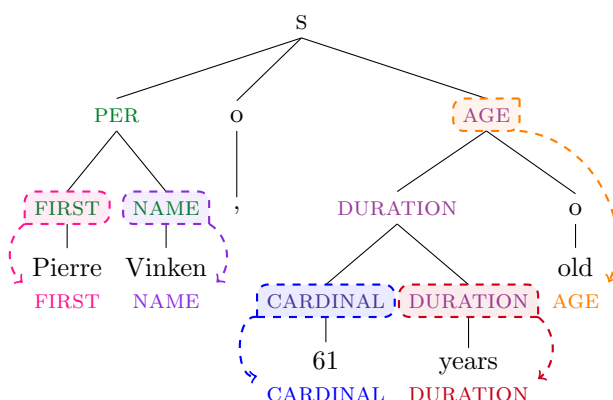 S
PER O AGE
FIRST NAME , DURATION O
Pierre Vinken old
FIRST NAME CARDINAL DURATION AGE
61 years
CARDINAL DURATION